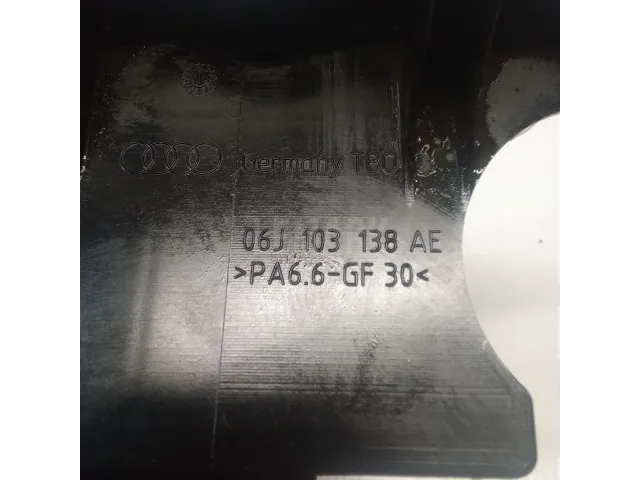 Germany TBO
06J 103 138 AE
>PA6.6-GF 30<